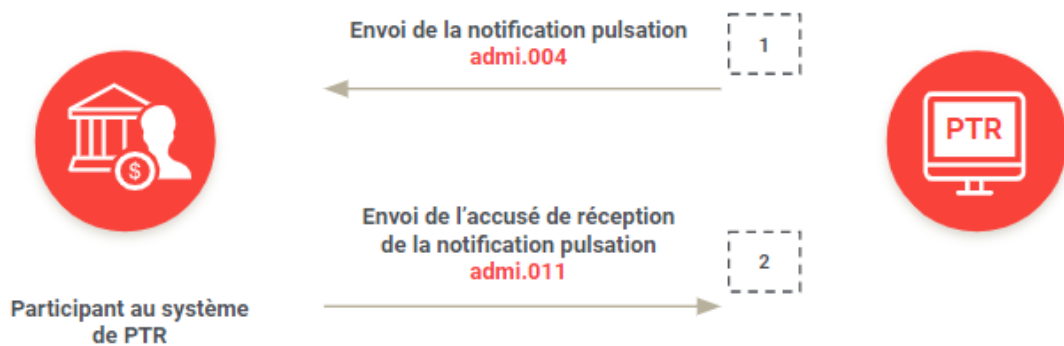 Envoi de la notification pulsation
admi.004
1
$
PTR
Envoi de l'accusé de réception
de la notification pulsation
admi.011
2
Participant au système
de PTR